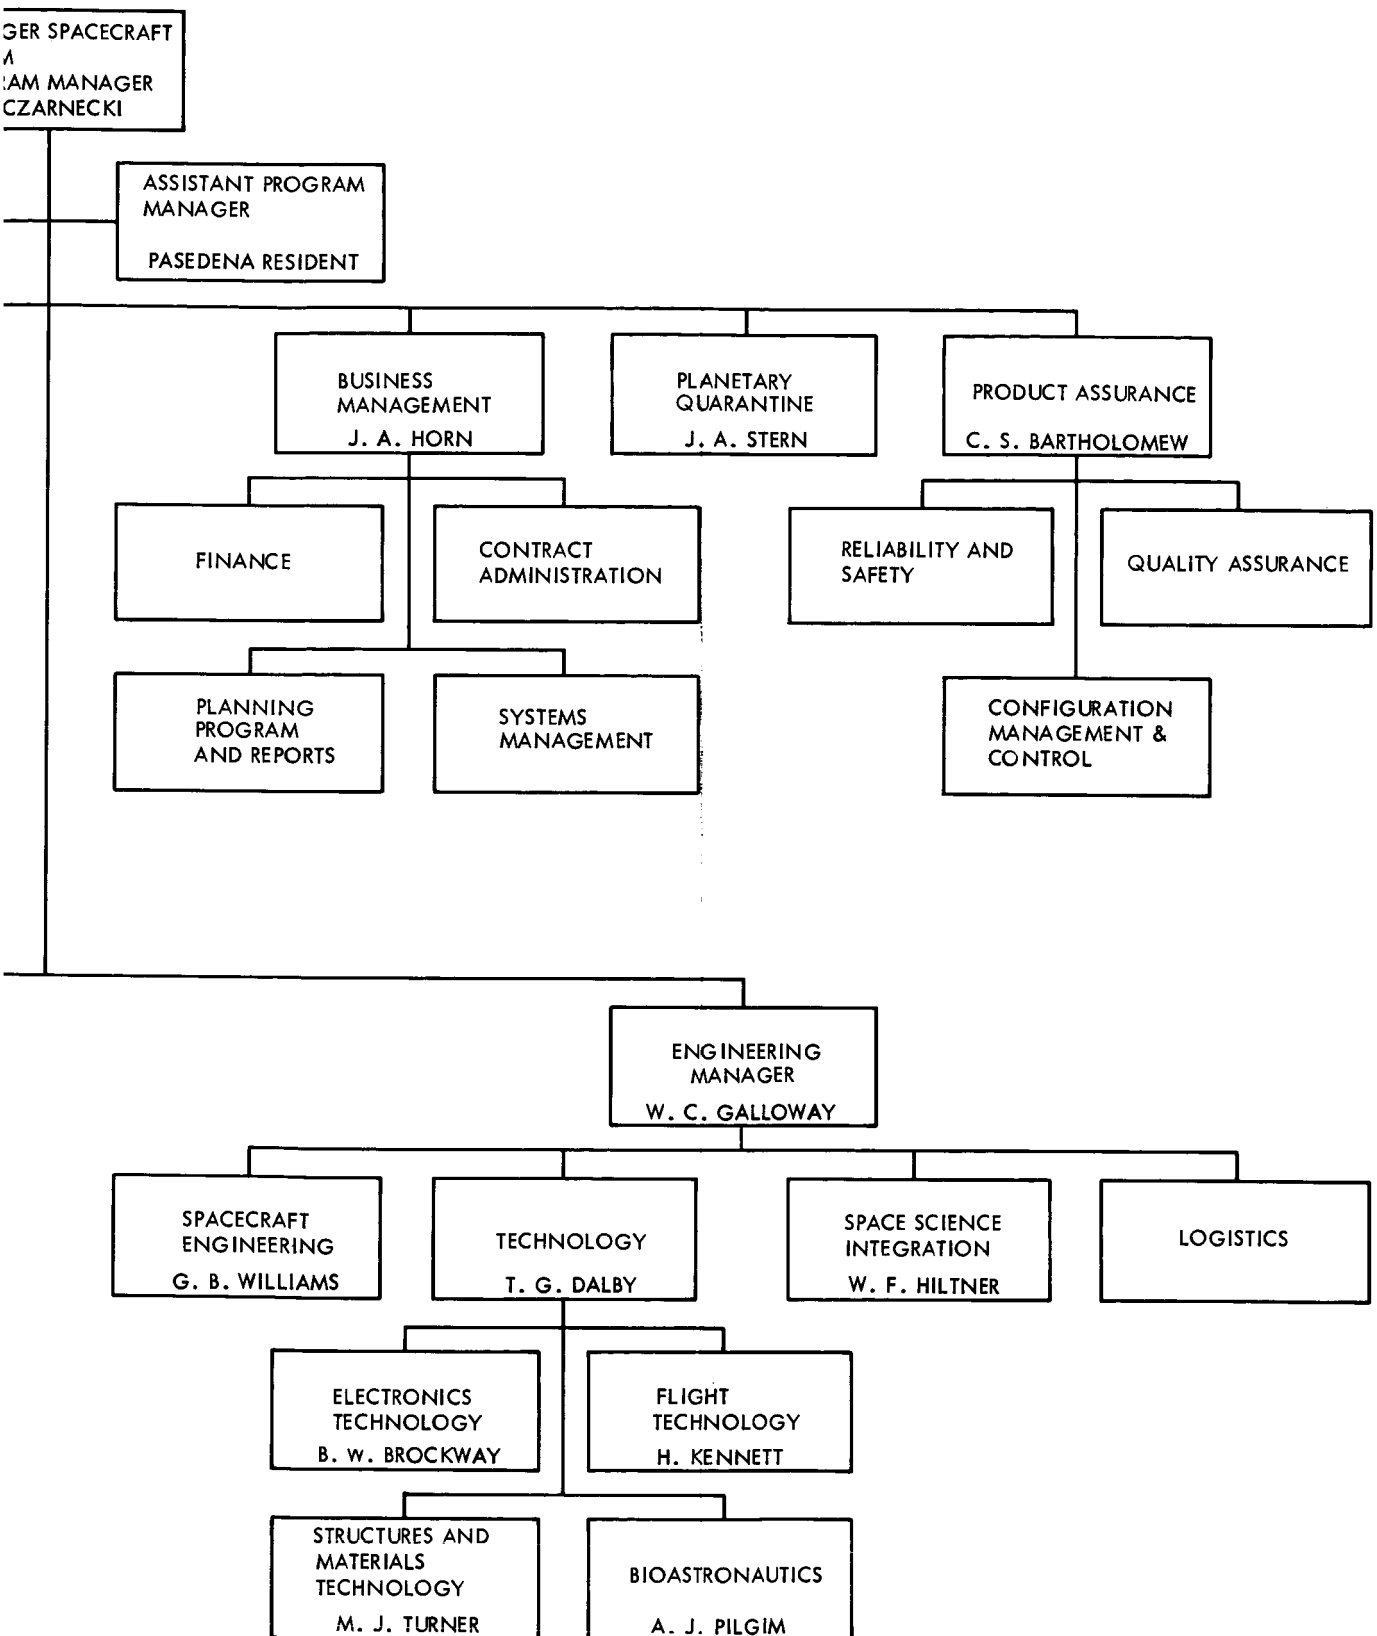 GER SPACECRAFT
M
RAM MANAGER
CZARNECKI
ASSISTANT PROGRAM
MANAGER
PASEDENA RESIDENT
BUSINESS
MANAGEMENT
J. A. HORN
PLANETARY
QUARANTINE
J. A. STERN
PRODUCT ASSURANCE
C. S. BARTHOLOMEW
FINANCE
CONTRACT
ADMINISTRATION
RELIABILITY AND
SAFETY
QUALITY ASSURANCE
PLANNING
PROGRAM
AND REPORTS
SYSTEMS
MANAGEMENT
CONFIGURATION
MANAGEMENT &
CONTROL
ENGINEERING
MANAGER
W. C. GALLOWAY
SPACECRAFT
ENGINEERING
G. B. WILLIAMS
TECHNOLOGY
T. G. DALBY
SPACE SCIENCE
INTEGRATION
W. F. HILTNER
LOGISTICS
ELECTRONICS
TECHNOLOGY
B. W. BROCKWAY
FLIGHT
TECHNOLOGY
H. KENNETT
STRUCTURES AND
MATERIALS
TECHNOLOGY
M. J. TURNER
BIOASTRONAUTICS
A. J. PILGIM